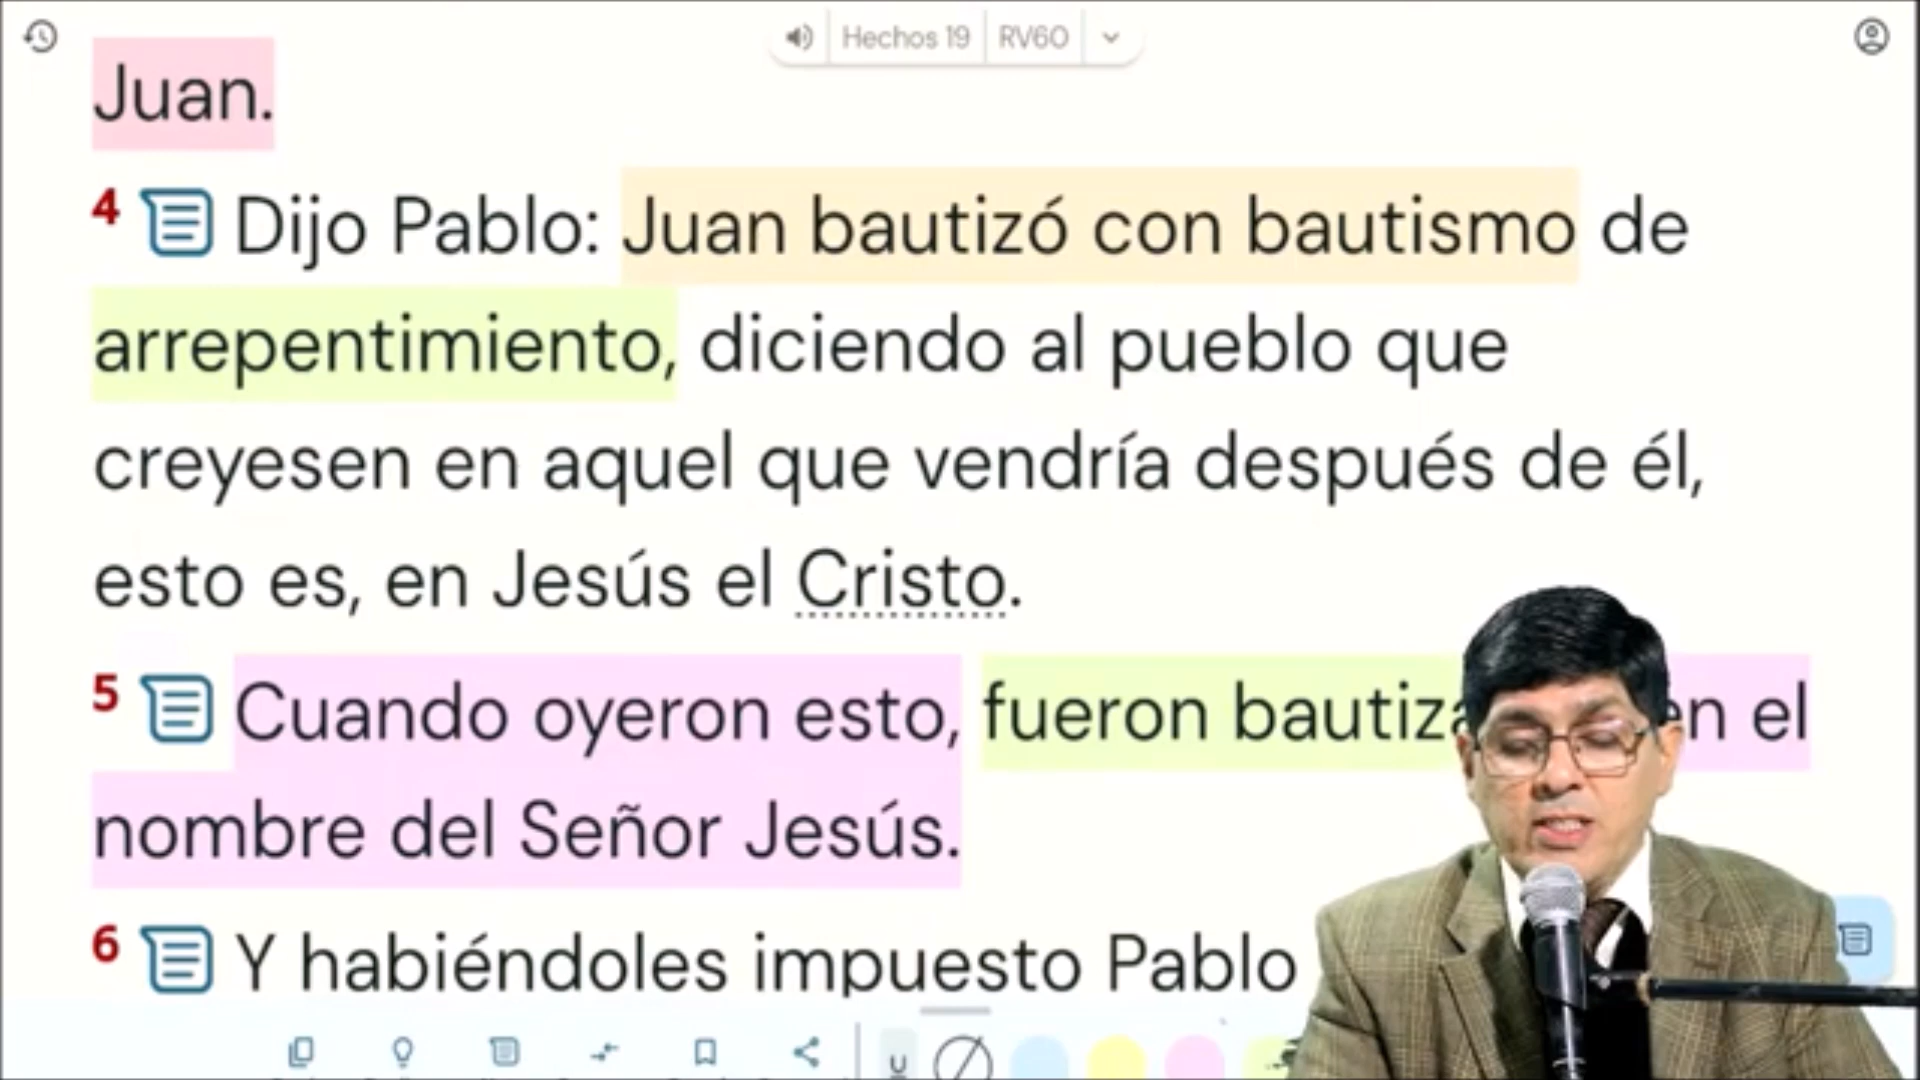 Hechos 19 RV60
Juan.
4 Dijo Pablo: Juan bautizó con bautismo de
arrepentimiento, diciendo al pueblo que
creyesen en aquel que vendría después de él,
esto es, en Jesús el Cristo.
5 Cuando oyeron esto, fueron en el
nombre del Señor Jesús.
6 Y habiéndoles impuesto Pablo
U